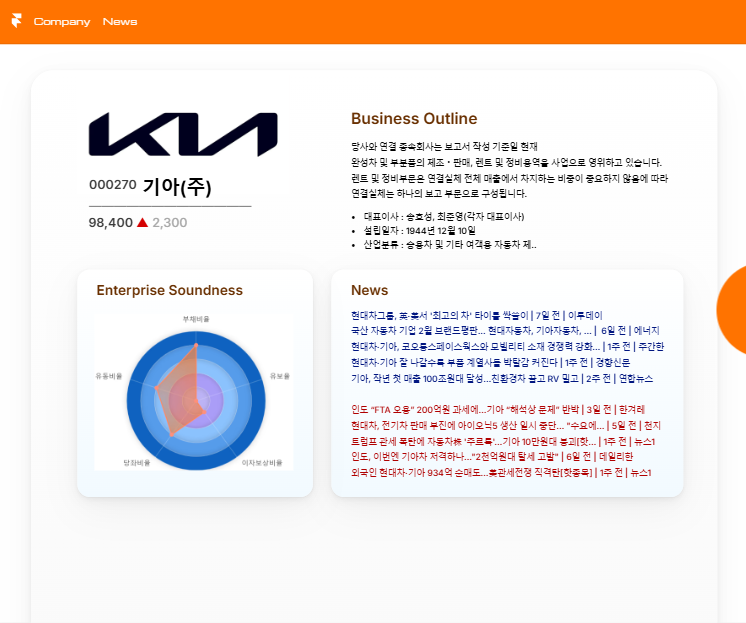 Company News
KIA
000270 기아(주)
98,400 ▲ 2,300
Business Outline
당사와 연결 종속회사는 보고서 작성 기준일 현재
완성차 및 부분품의 제조・판매, 렌트 및 정비용역을 사업으로 영위하고 있습니다.
렌트 및 정비부문은 연결실체 전체 매출에서 차지하는 비중이 중요하지 않음에 따라
연결실체는 하나의 보고 부문으로 구성됩니다.
• 대표이사 : 송호성, 최준영(각자 대표이사)
• 설립일자 : 1944년 12월 10일
• 산업분류 : 승용차 및 기타 여객용 자동차 제..
Enterprise Soundness
부채비율
유동비율
유보율
당좌비율
이자보상비율
News
현대차그룹, 英·美서 '최고의 차' 타이틀 싹쓸이 | 7일 전 | 이투데이
국산 자동차 기업 2월 브랜드평판... 현대자동차, 기아자동차, ... | 6일 전 | 에너지
현대차·기아, 코오롱스페이스웍스와 모빌리티 소재 경쟁력 강화... | 1주 전 | 주간한
현대차·기아 잘 나갈수록 부품 계열사들 박탈감 커진다 | 1주 전 | 경향신문
기아, 작년 첫 매출 100조원대 달성...친환경차 끌고 RV 밀고 | 2주 전 | 연합뉴스
인도 "FTA 오용" 200억원 과세에...기아 "해석상 문제" 반박 | 3일 전 | 한겨레
현대차, 전기차 판매 부진에 아이오닉5 생산 일시 중단... "수요에... | 5일 전 | 전자
트럼프 관세 폭탄에 자동차株 '주르륵'...기아 10만원대 붕괴[핫... | 1주 전 | 뉴스1
인도, 이번엔 기아차 저격하나..."2천억원대 탈세 고발" | 6일 전 | 데일리한
외국인 현대차·기아 934억 순매도...美관세전쟁 직격탄[핫종목] | 1주 전 | 뉴스1